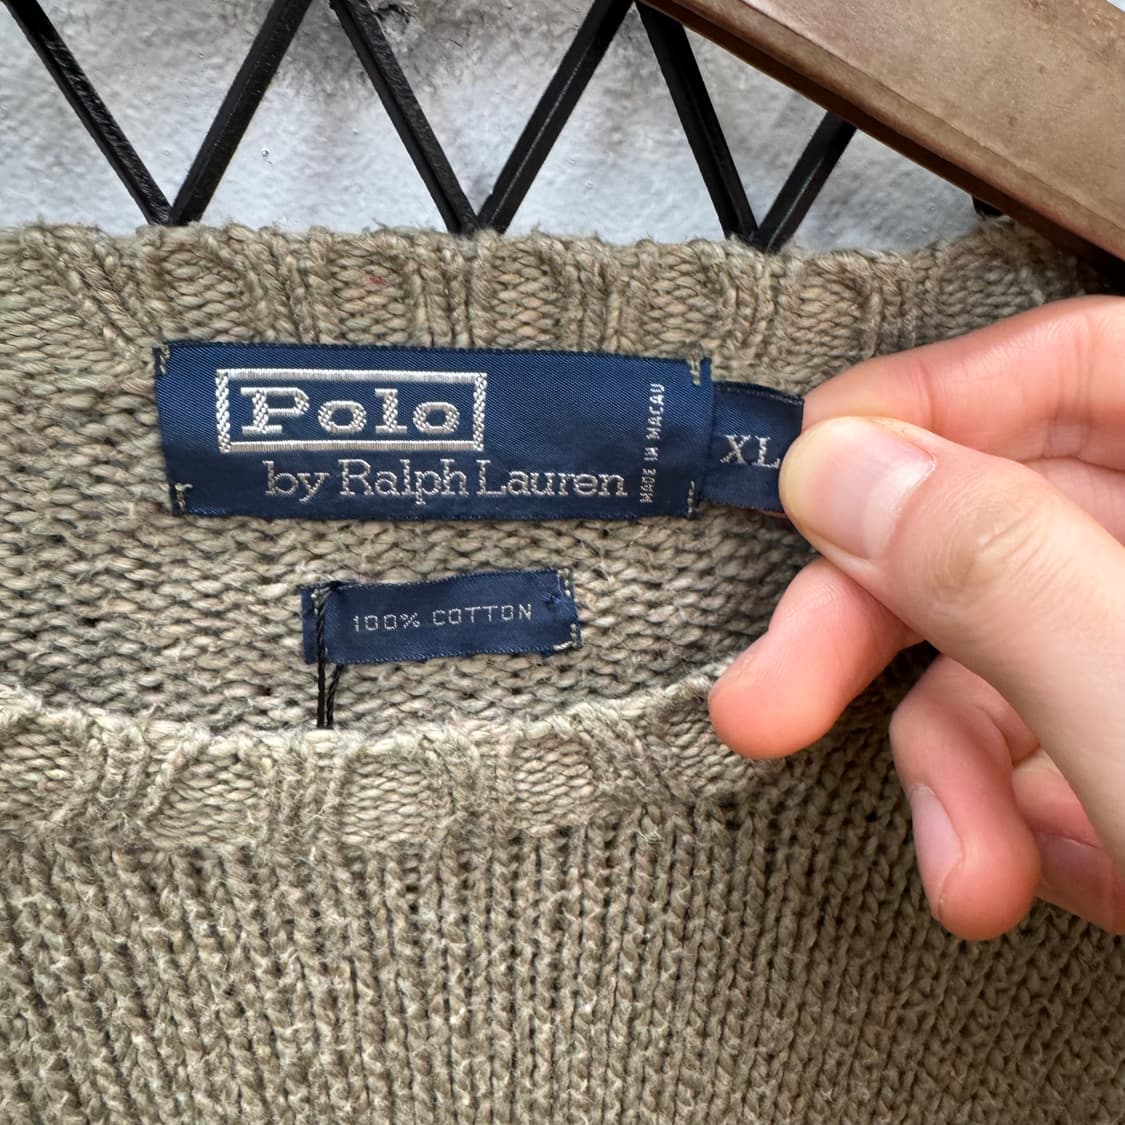 Polo
by Ralph Lauren
MADE IN MACAU
XL
100% COTTON